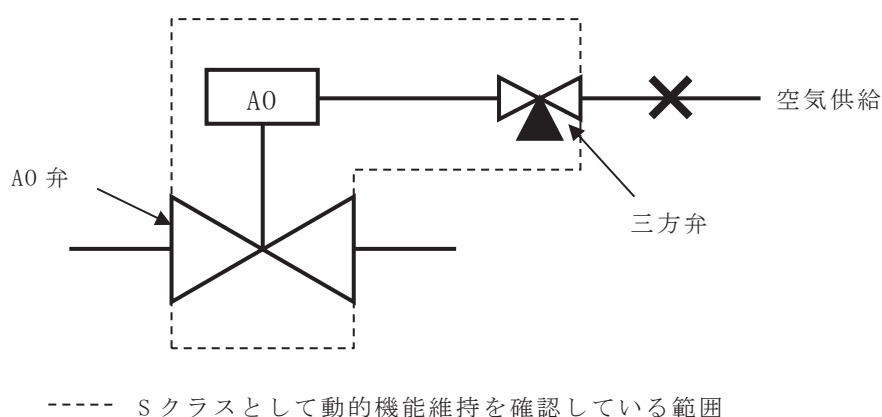 AO
空気供給
AO 弁
三方弁
----- Sクラスとして動的機能維持を確認している範囲